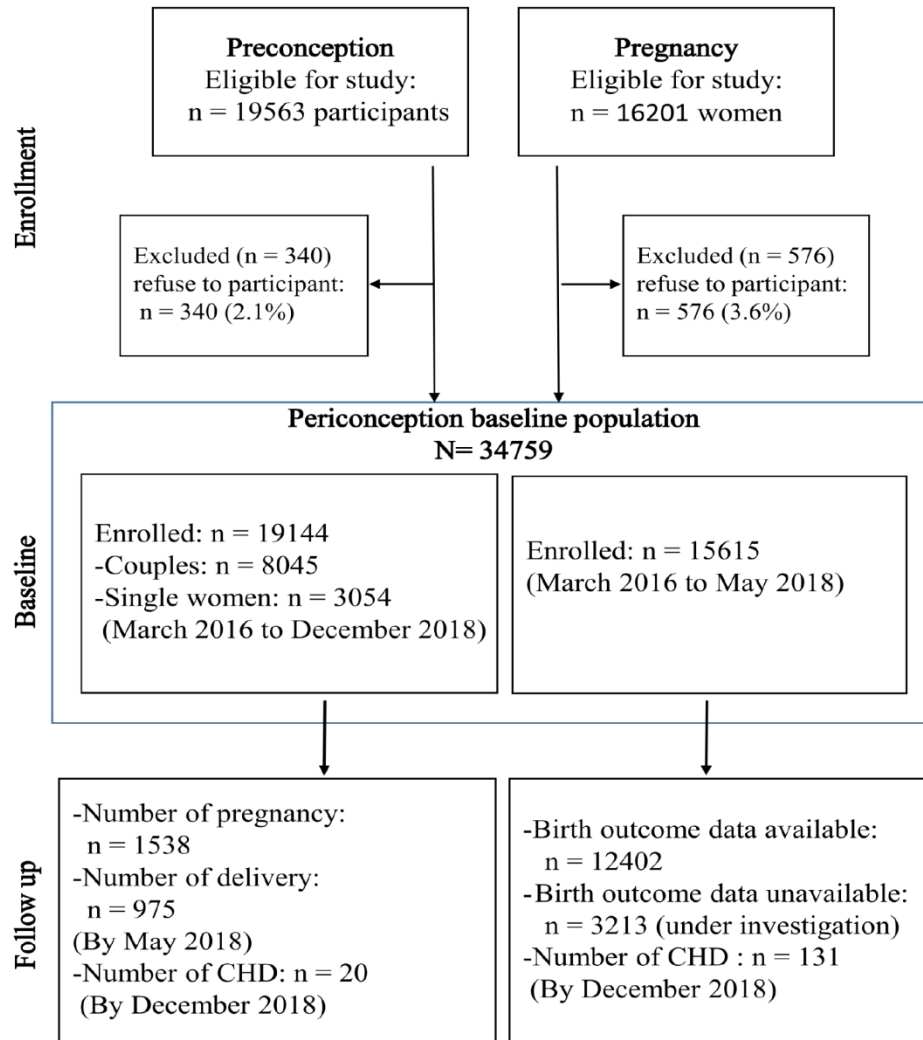 Enrollment
Preconception
Eligible for study:
n = 19563 participants
Pregnancy
Eligible for study:
n = 16201 women
Excluded (n = 340)
refuse to participant:
n = 340 (2.1%)
Excluded (n = 576)
refuse to participant:
n = 576 (3.6%)
Baseline
Periconception baseline population
N= 34759
Enrolled: n = 19144
-Couples: n = 8045
-Single women: n = 3054
(March 2016 to December 2018)
Enrolled: n = 15615
(March 2016 to May 2018)
Follow up
-Number of pregnancy:
n = 1538
-Number of delivery:
n = 975
(By May 2018)
-Number of CHD: n = 20
(By December 2018)
-Birth outcome data available:
n = 12402
-Birth outcome data unavailable:
n = 3213 (under investigation)
-Number of CHD : n = 131
(By December 2018)